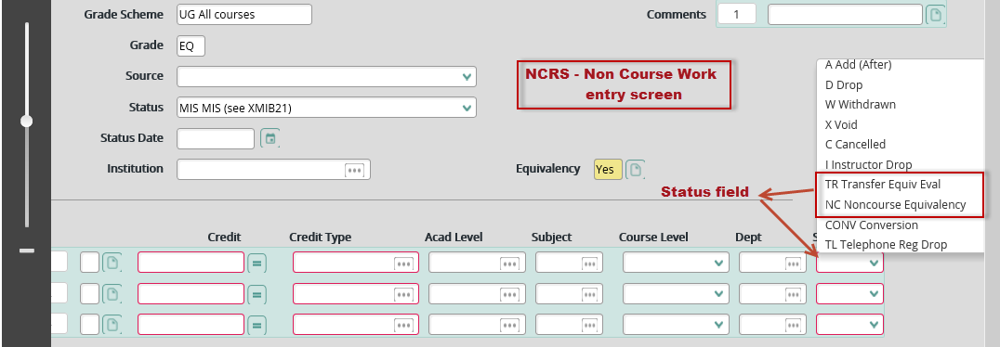 Grade Scheme UG All courses
Comments 1
Grade EQ
Source
NCRS - Non Course Work
entry screen
Status MIS MIS (see XMIB21)
Status Date
Institution
Equivalency Yes
A Add (After)
D Drop
W Withdrawn
X Void
C Cancelled
I Instructor Drop
TR Transfer Equiv Eval
NC Noncourse Equivalency
CONV Conversion
TL Telephone Reg Drop
Status field
Credit Credit Type Acad Level Subject Course Level Dept